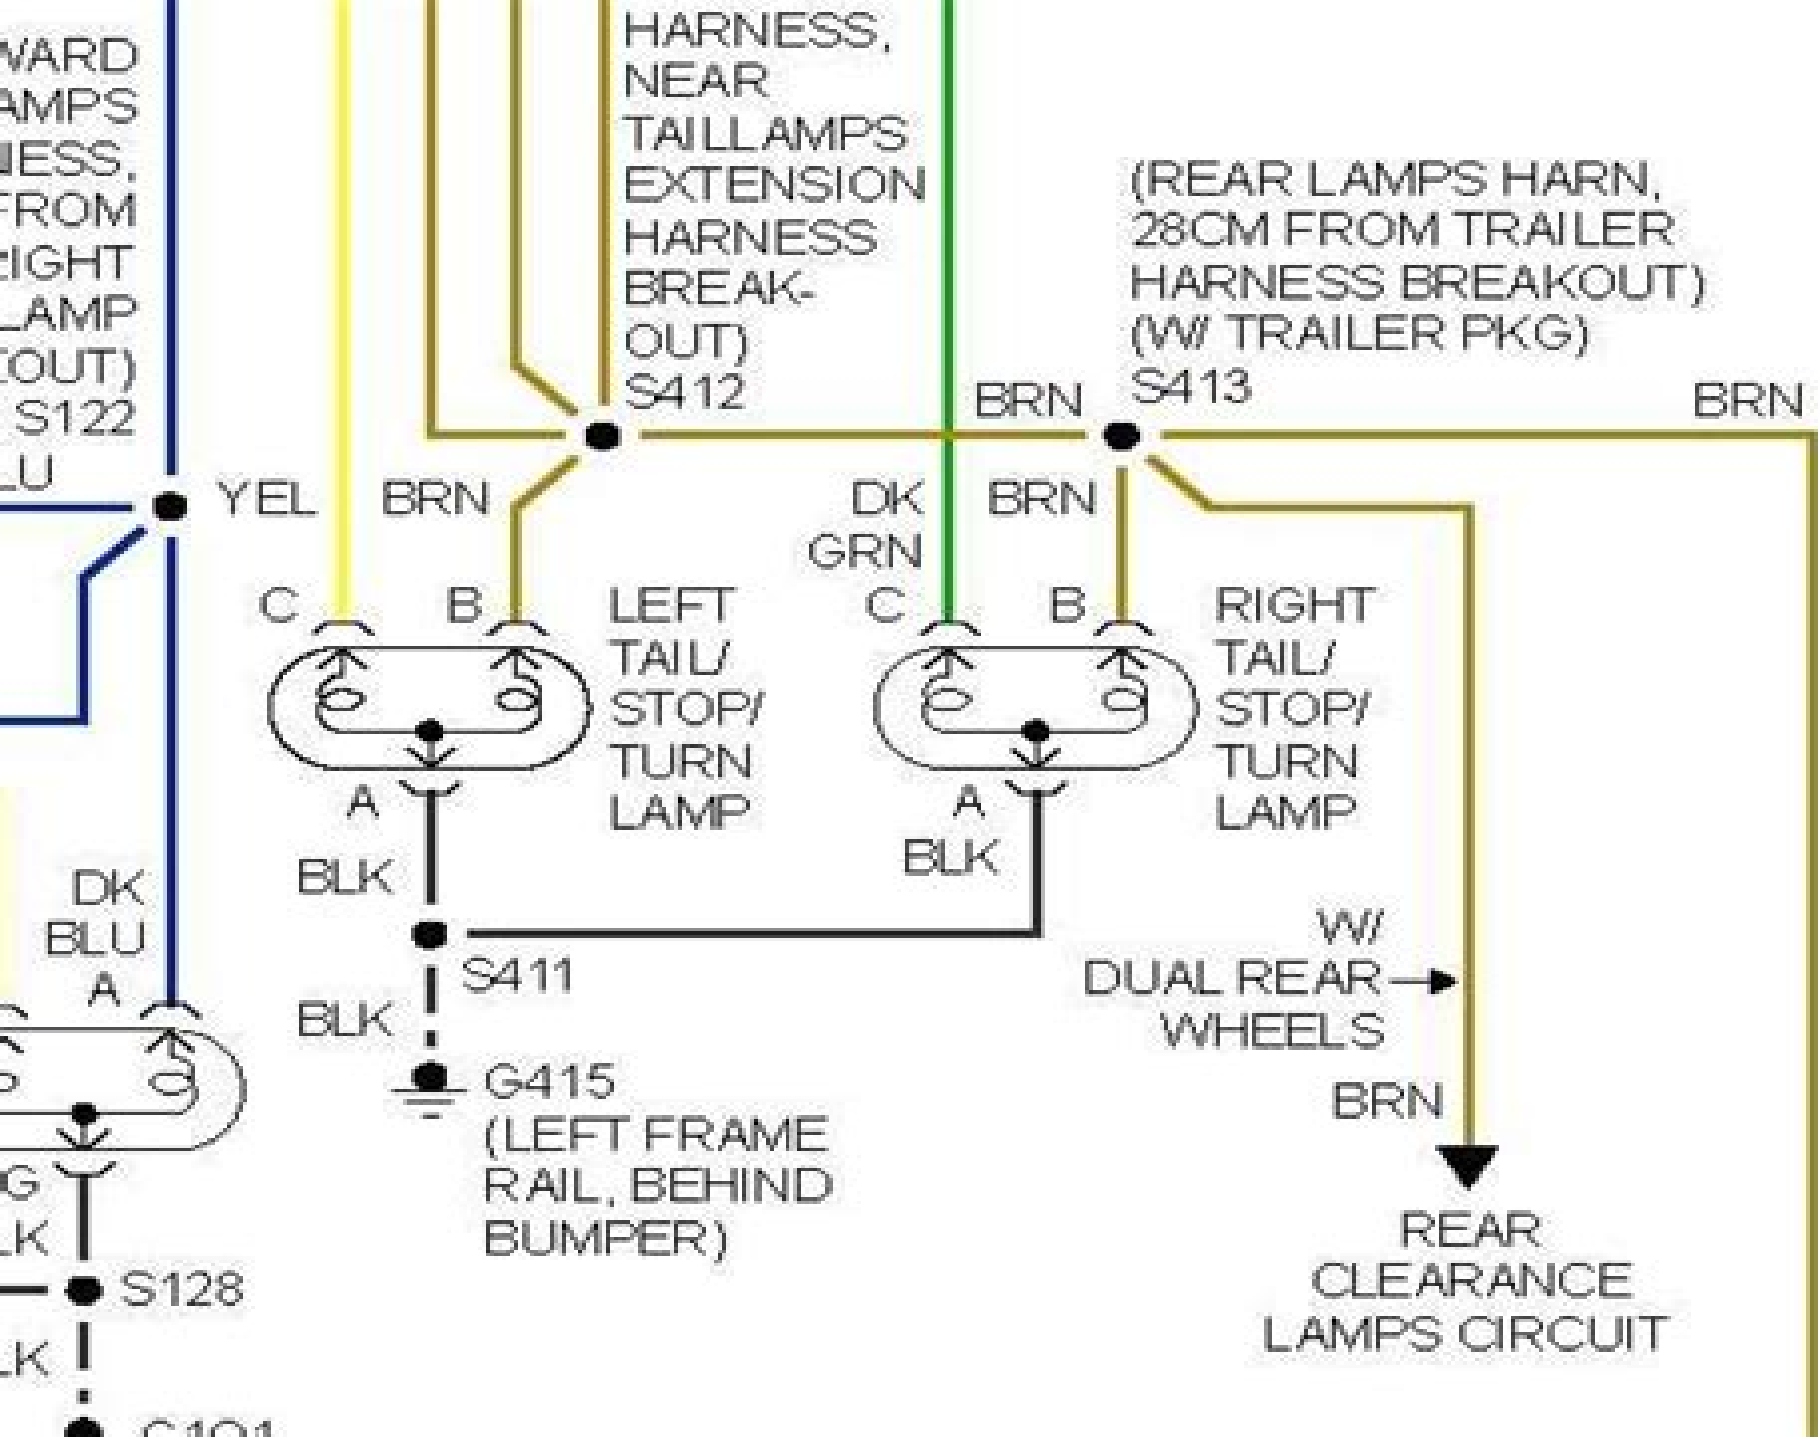 HARNESS,
NEAR
TAILLAMPS
EXTENSION
HARNESS
BREAK-
OUT)
S412
(REAR LAMPS HARN,
28CM FROM TRAILER
HARNESS BREAKOUT)
(W/ TRAILER PKG)
S413
BRN
BRN
S122
YEL
BRN
DK
GRN
BRN
C
B
LEFT
TAIL/
STOP/
TURN
LAMP
C
B
RIGHT
TAIL/
STOP/
TURN
LAMP
A
BLK
A
BLK
S411
BLK
G415
(LEFT FRAME
RAIL, BEHIND
BUMPER)
DK
BLU
A
S128
W/
DUAL REAR
WHEELS
BRN
REAR
CLEARANCE
LAMPS CIRCUIT